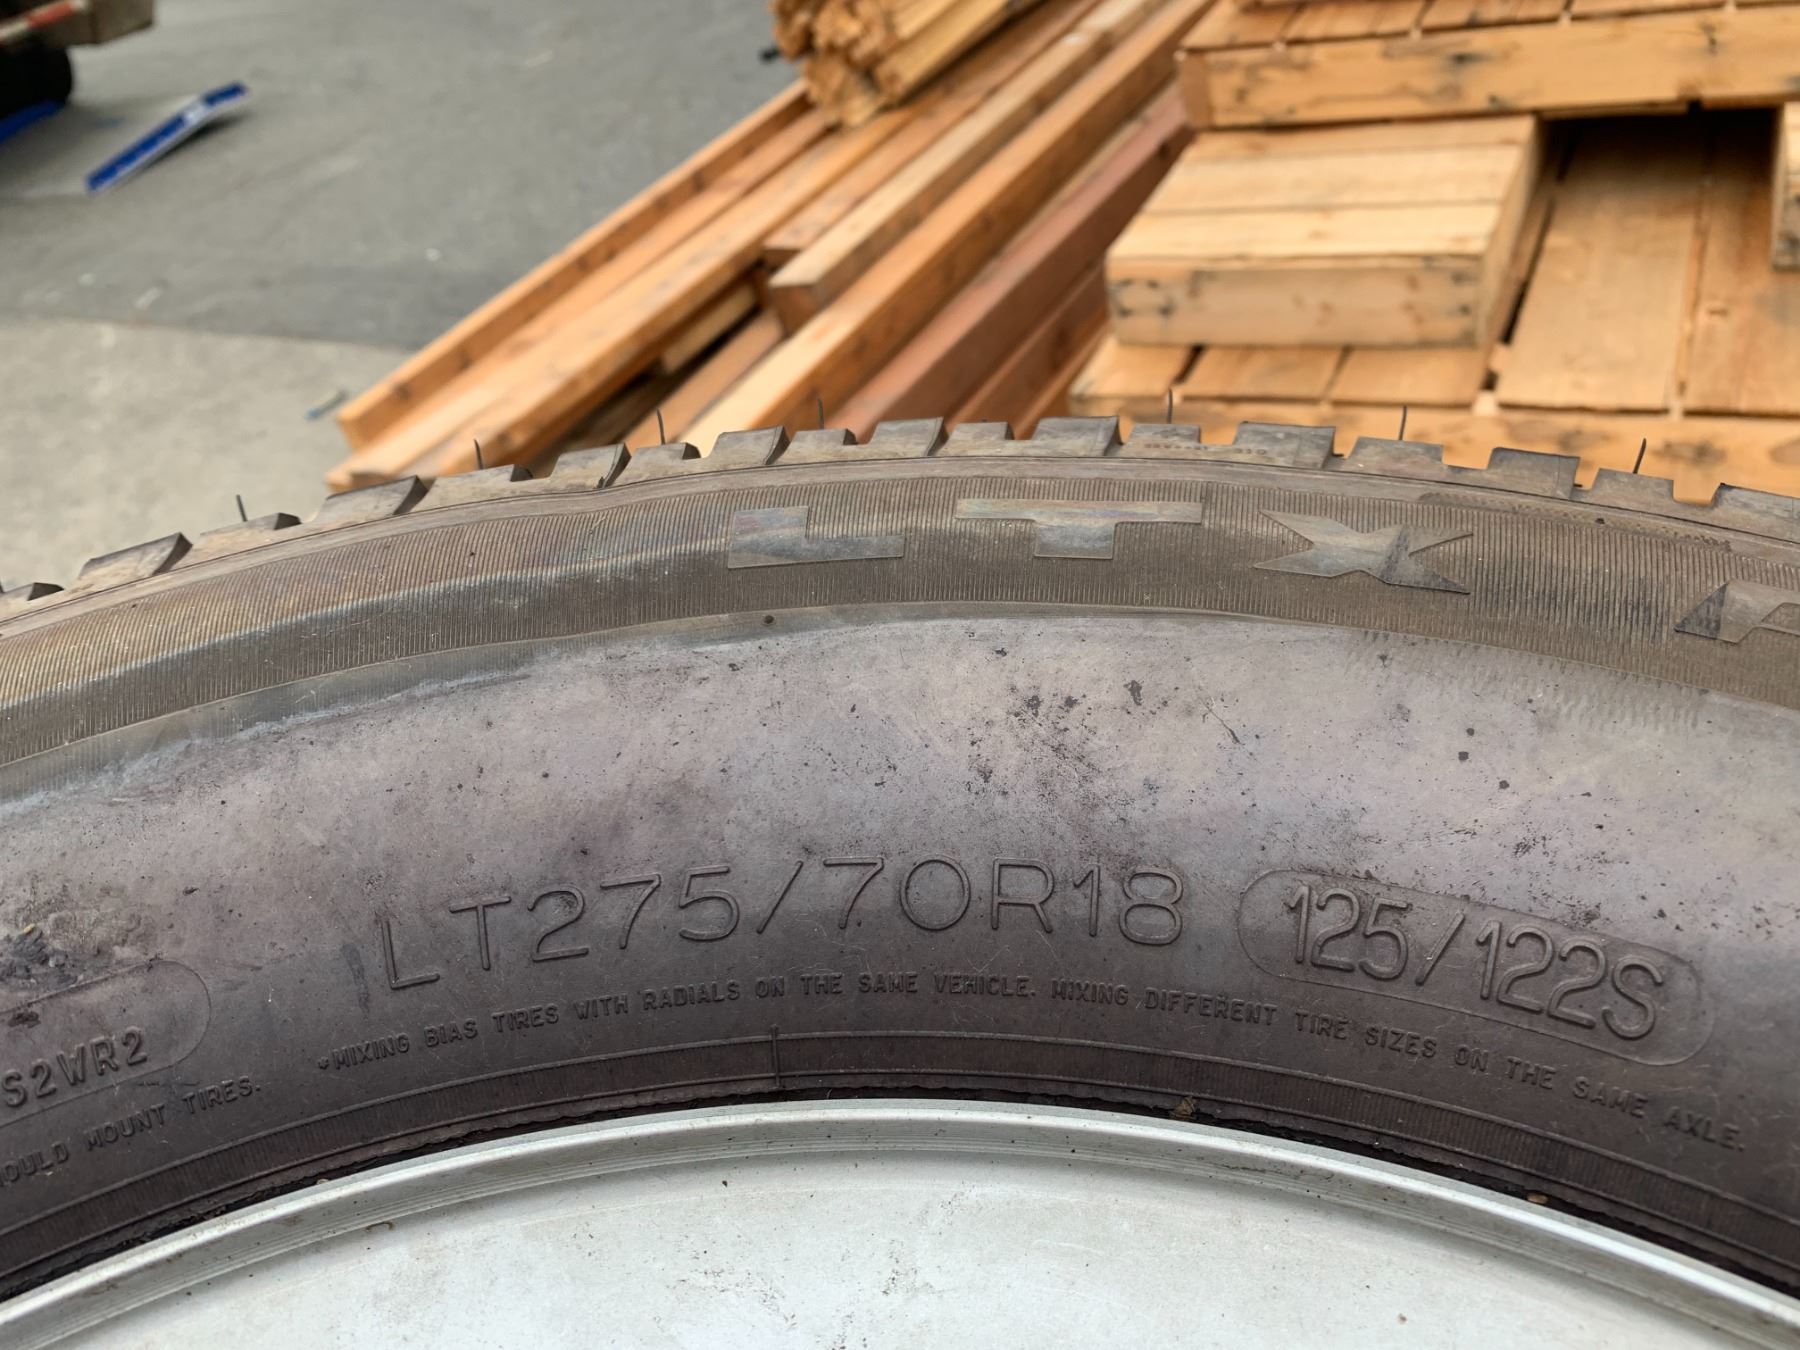 LTX A
LT275/70R18 125/122S
S2WR2
OULD MOUNT TIRES.
*MIXING BIAS TIRES WITH RADIALS ON THE SAME VEHICLE. MIXING DIFFERENT TIRE SIZES ON THE SAME AXLE.